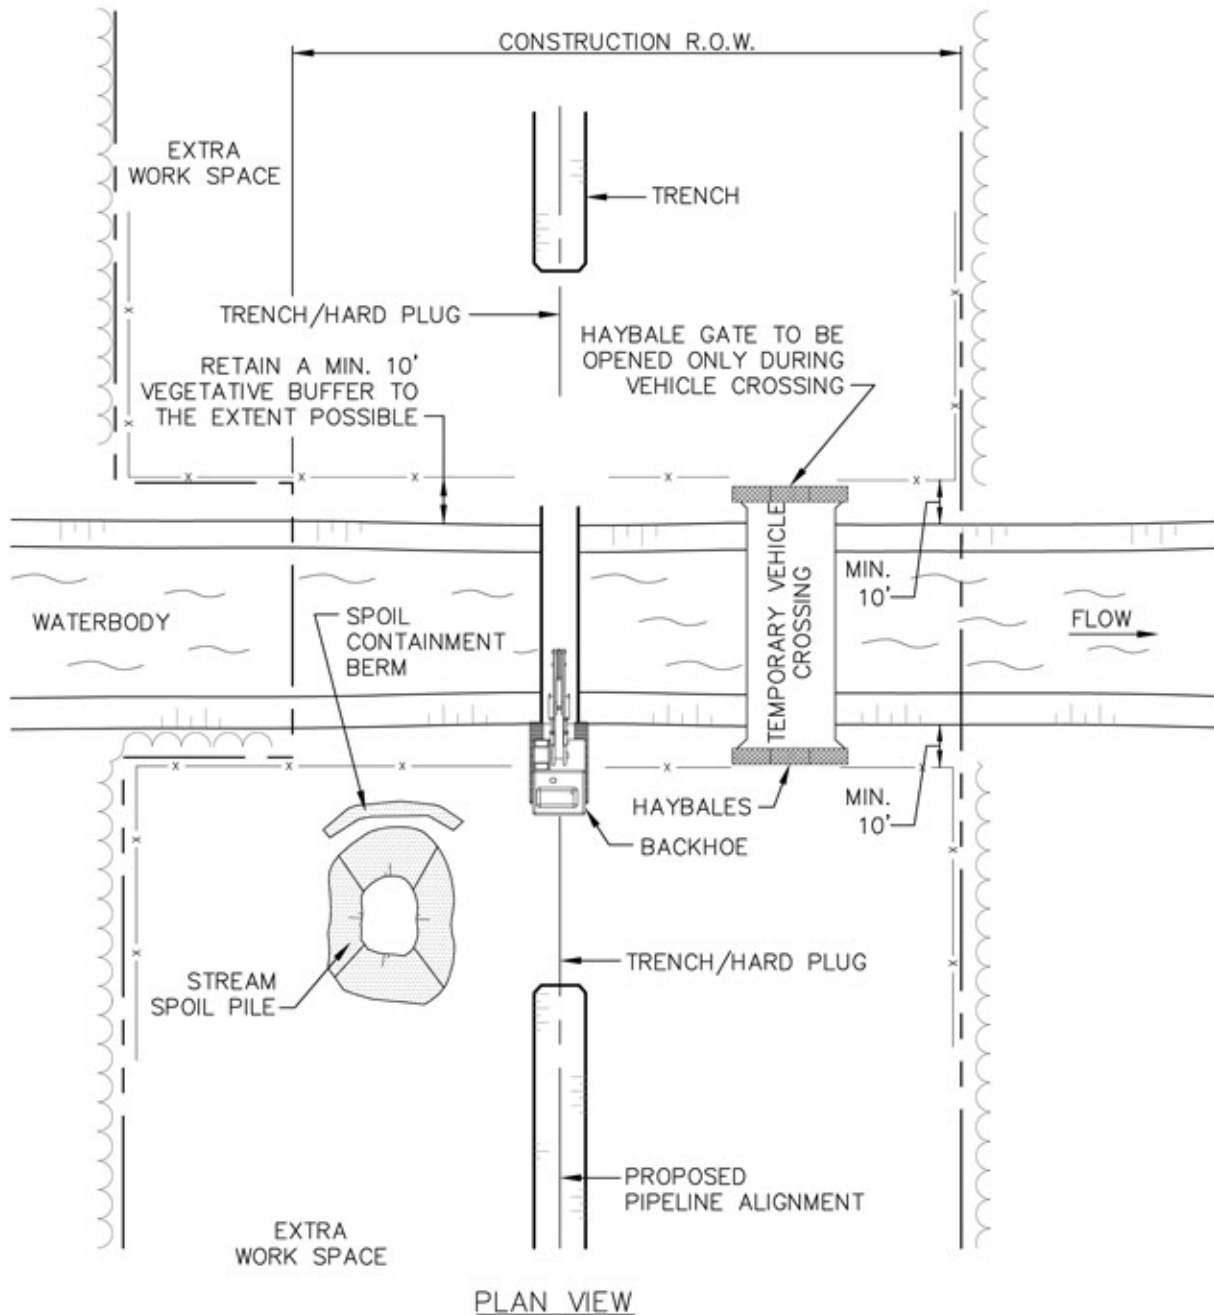 CONSTRUCTION R.O.W.
EXTRA
WORK SPACE
TRENCH
TRENCH/HARD PLUG
HAYBALE GATE TO BE
OPENED ONLY DURING
VEHICLE CROSSING
RETAIN A MIN. 10'
VEGETATIVE BUFFER TO
THE EXTENT POSSIBLE
WATERBODY
SPOIL
CONTAINMENT
BERM
TEMPORARY VEHICLE
CROSSING
MIN.
10'
FLOW
HAYBALES
MIN.
10'
BACKHOE
STREAM
SPOIL PILE
TRENCH/HARD PLUG
PROPOSED
PIPELINE ALIGNMENT
EXTRA
WORK SPACE
PLAN VIEW